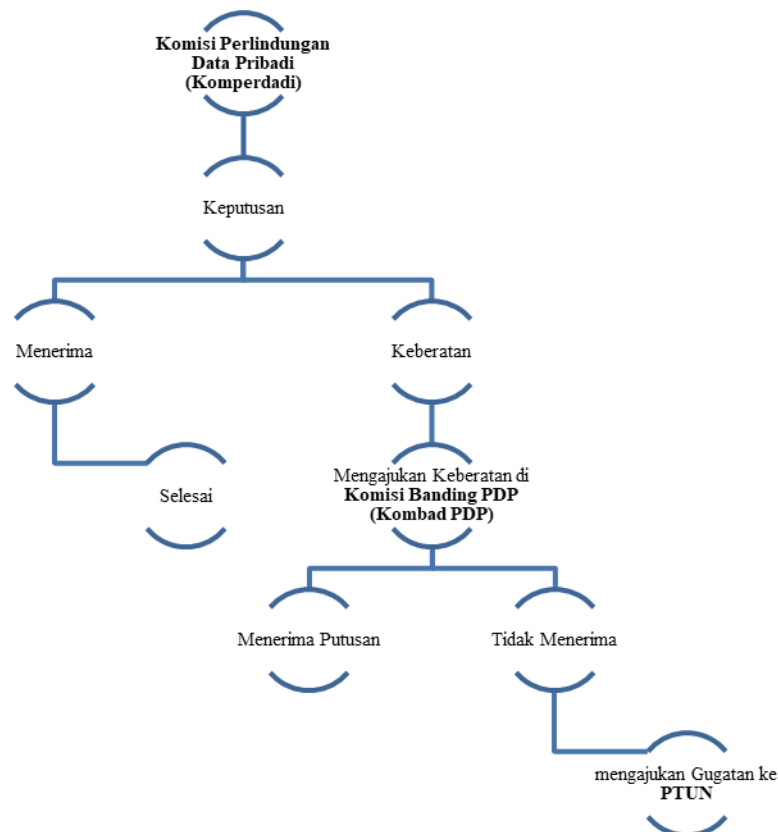 Komisi Perlindungan
Data Pribadi
(Komperdadi)
Keputusan
Menerima
Keberatan
Selesai
Mengajukan Keberatan di
Komisi Banding PDP
(Kombad PDP)
Menerima Putusan
Tidak Menerima
mengajukan Gugatan ke
PTUN